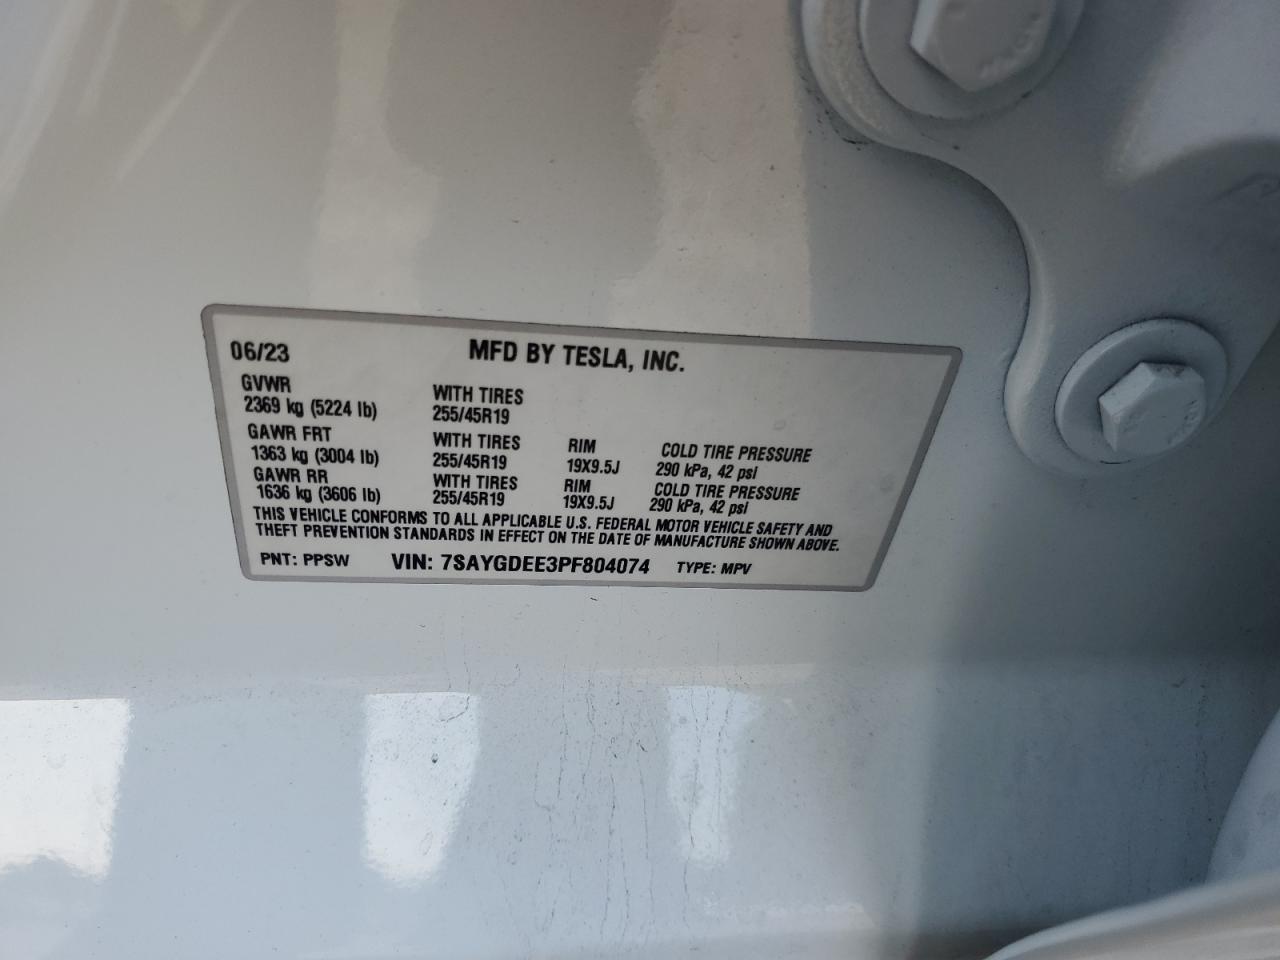 06/23 MFD BY TESLA, INC.
GVWR
2369 kg (5224 lb) WITH TIRES
255/45R19
GAWR FRT
1363 kg (3004 lb) WITH TIRES
255/45R19 RIM
19X9.5J COLD TIRE PRESSURE
290 kPa, 42 psi
GAWR RR
1636 kg (3606 lb) WITH TIRES
255/45R19 RIM
19X9.5J COLD TIRE PRESSURE
290 kPa, 42 psi
THIS VEHICLE CONFORMS TO ALL APPLICABLE U.S. FEDERAL MOTOR VEHICLE SAFETY AND
THEFT PREVENTION STANDARDS IN EFFECT ON THE DATE OF MANUFACTURE SHOWN ABOVE.
PNT: PPSW VIN: 7SAYGDEE3PF804074 TYPE: MPV